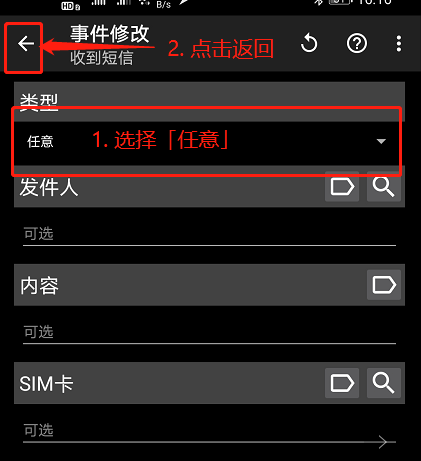 HD B/s
事件修改
收到短信
2. 点击返回
类型
任意
1. 选择「任意」
发件人
可选
内容
可选
SIM卡
可选